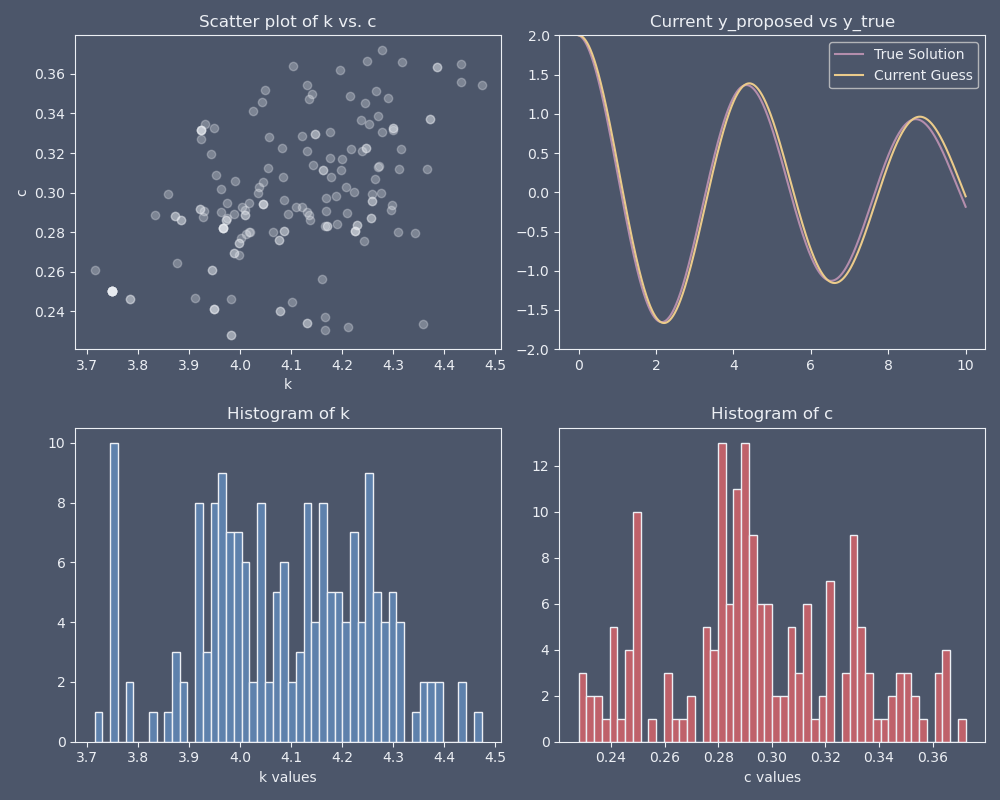 Scatter plot of k vs. c
c
0.36
0.34
0.32
0.30
0.28
0.26
0.24
3.7 3.8 3.9 4.0 4.1 4.2 4.3 4.4 4.5
k
Current y_proposed vs y_true
True Solution
Current Guess
2.0
1.5
1.0
0.5
0.0
−0.5
−1.0
−1.5
−2.0
0 2 4 6 8 10
Histogram of k
10
8
6
4
2
0
3.7 3.8 3.9 4.0 4.1 4.2 4.3 4.4 4.5
k values
Histogram of c
12
10
8
6
4
2
0
0.24 0.26 0.28 0.30 0.32 0.34 0.36
c values